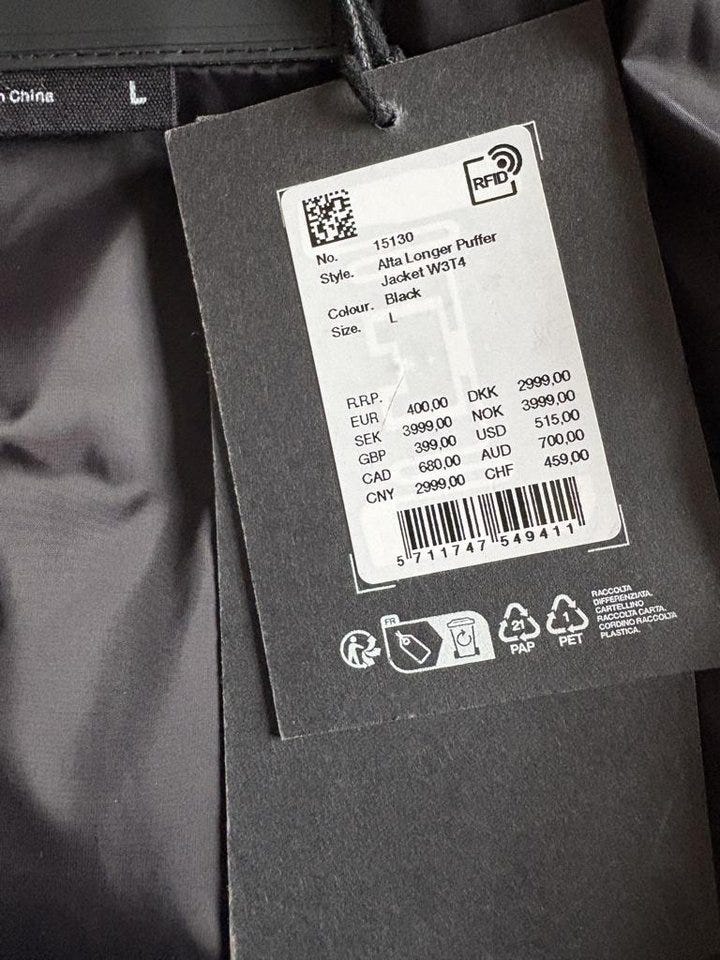 n China
L
RFID
No. 15130
Style. Alta Longer Puffer
Jacket W3T4
Colour. Black
Size. L
R.R.P.
EUR 400,00 DKK 2999,00
SEK 3999,00 NOK 3999,00
GBP 399,00 USD 515,00
CAD 680,00 AUD 700,00
CNY 2999,00 CHF 459,00
5 711747 549411
FR
21
PAP
1
PET
RACCOLTA
DIFFERENZIATA.
CARTELLINO
RACCOLTA CARTA.
CORDINO RACCOLTA
PLASTICA.